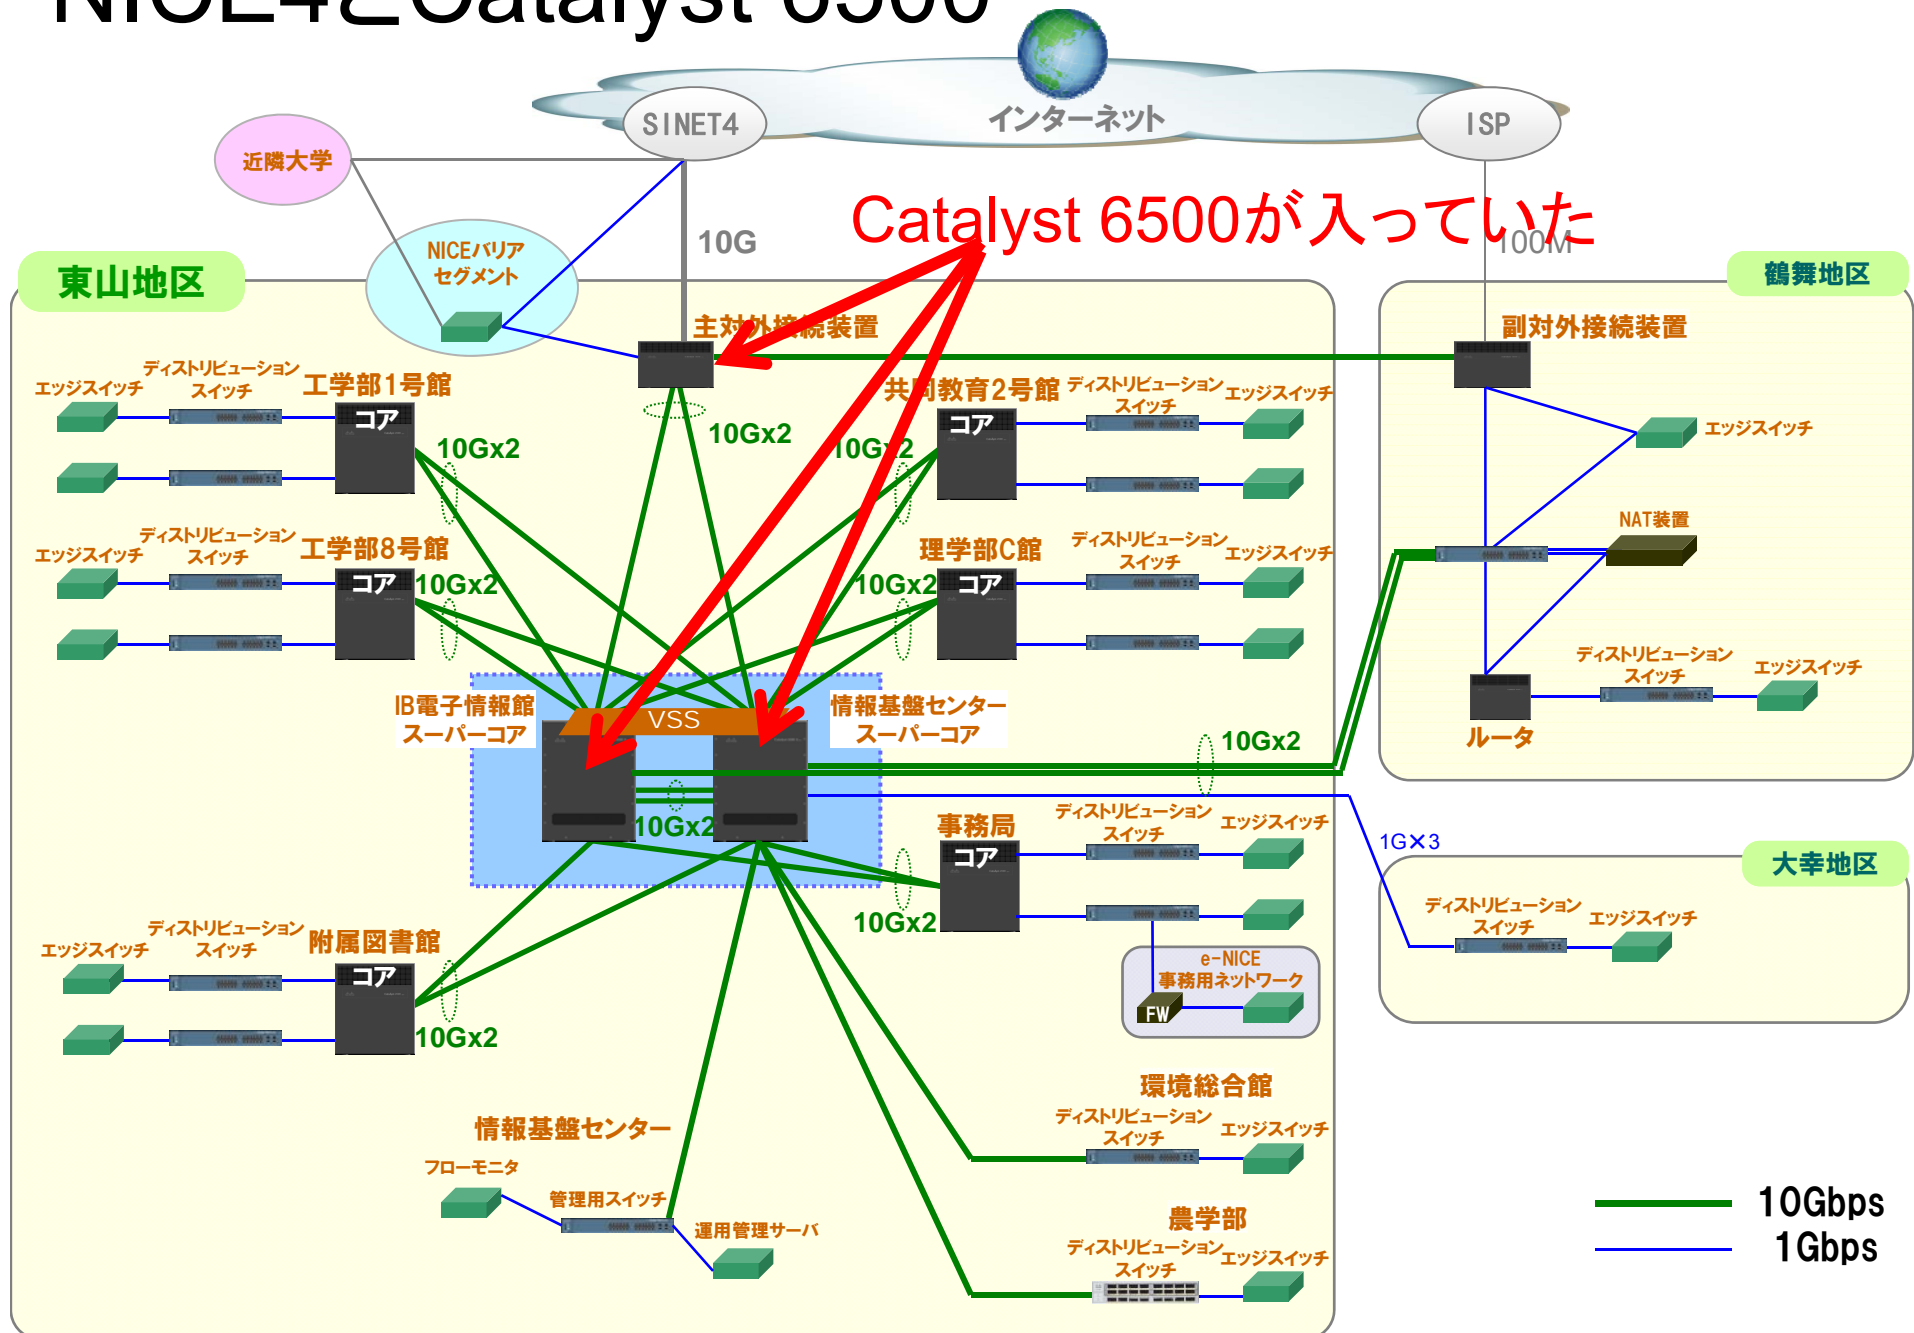 NICE4とCatalyst 6500
SINET4
インターネット
ISP
近隣大学
Catalyst 6500が入っていた
10G
100M
NICEバリア
セグメント
東山地区
鶴舞地区
主対外接続装置
副対外接続装置
エッジスイッチ
ディストリビューション
スイッチ
工学部1号館
コア
10Gx2
10Gx2
共同教育2号館
コア
10Gx2
ディストリビューション
スイッチ
エッジスイッチ
エッジスイッチ
エッジスイッチ
ディストリビューション
スイッチ
工学部8号館
コア
10Gx2
理学部C館
コア
10Gx2
ディストリビューション
スイッチ
エッジスイッチ
NAT装置
ディストリビューション
スイッチ
エッジスイッチ
ルータ
IB電子情報館
スーパーコア
VSS
情報基盤センター
スーパーコア
10Gx2
10Gx2
事務局
コア
10Gx2
ディストリビューション
スイッチ
エッジスイッチ
1G×3
大幸地区
ディストリビューション
スイッチ
エッジスイッチ
エッジスイッチ
ディストリビューション
スイッチ
附属図書館
コア
10Gx2
e-NICE
事務用ネットワーク
FW
環境総合館
ディストリビューション
スイッチ
エッジスイッチ
情報基盤センター
フローモニタ
管理用スイッチ
運用管理サーバ
農学部
ディストリビューション
スイッチ
エッジスイッチ
10Gbps
1Gbps